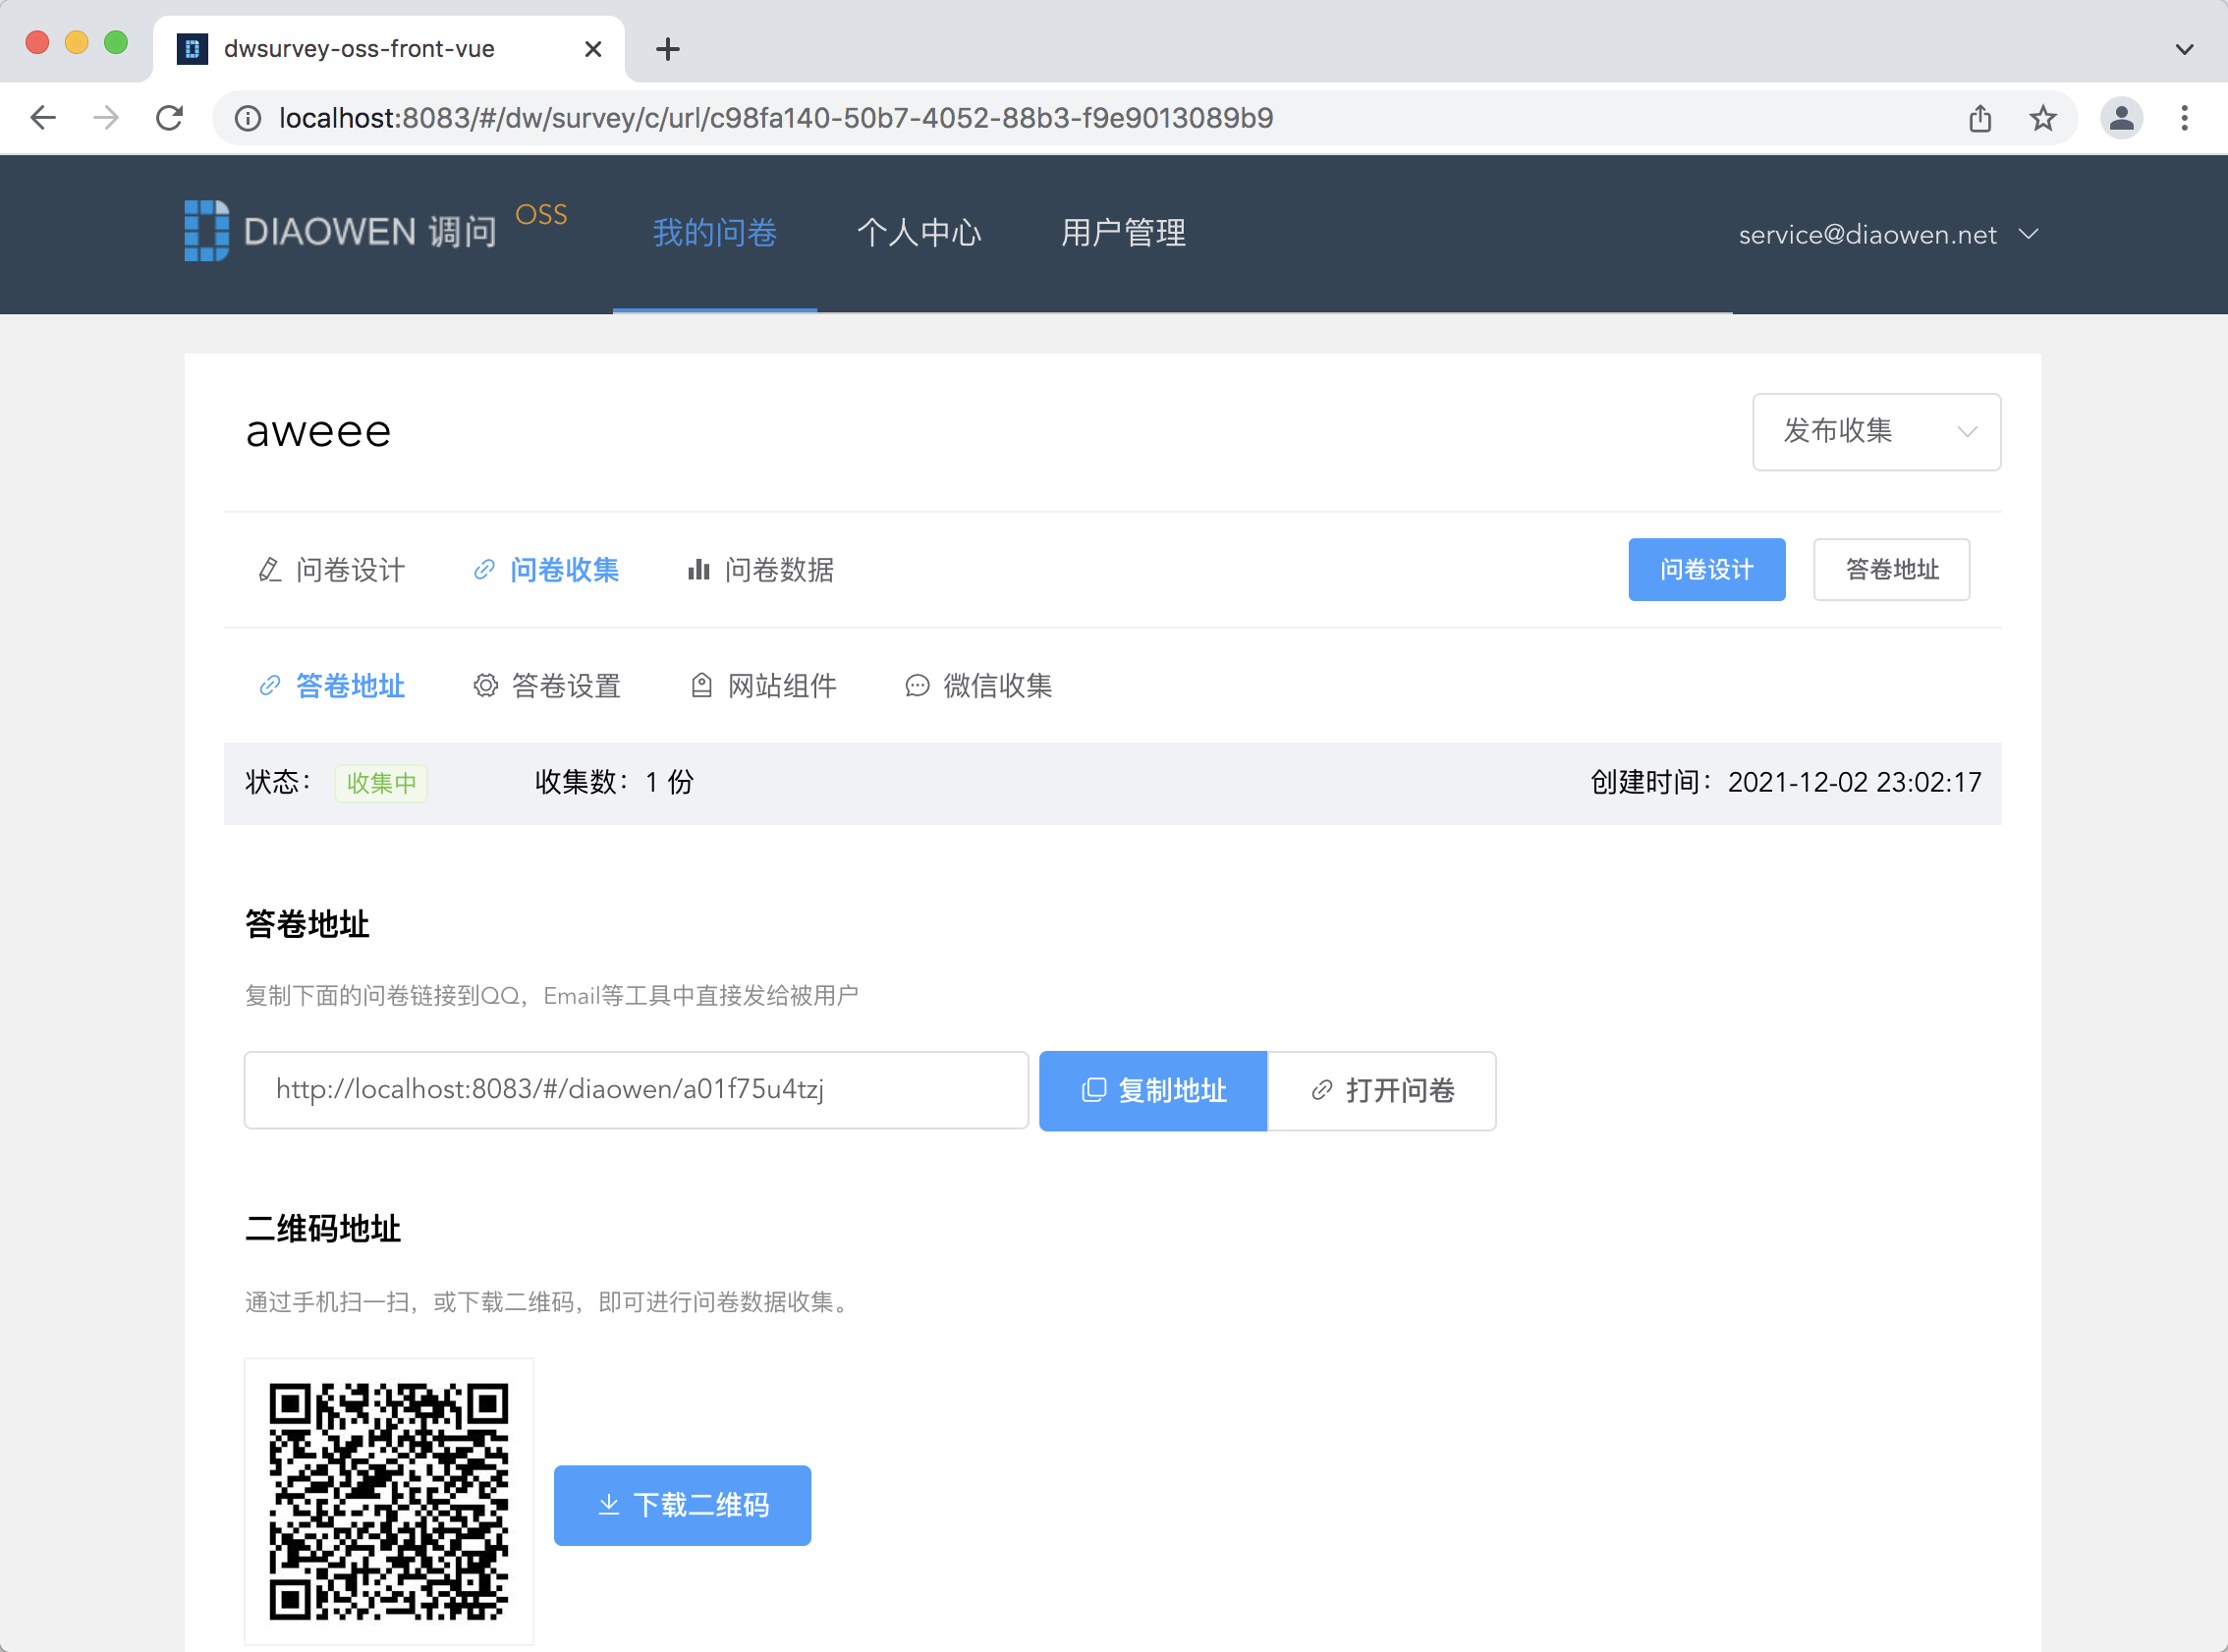 dwsurvey-oss-front-vue
localhost:8083/#/dw/survey/c/url/c98fa140-50b7-4052-88b3-f9e9013089b9
DIAOWEN 调问 OSS 我的问卷 个人中心 用户管理 service@diaowen.net
aweee 发布收集
问卷设计 问卷收集 问卷数据 问卷设计 答卷地址
答卷地址 答卷设置 网站组件 微信收集
状态： 收集中 收集数：1 份 创建时间：2021-12-02 23:02:17
答卷地址
复制下面的问卷链接到QQ，Email等工具中直接发给被用户
http://localhost:8083/#/diaowen/a01f75u4tzj 复制地址 打开问卷
二维码地址
通过手机扫一扫，或下载二维码，即可进行问卷数据收集。
下载二维码